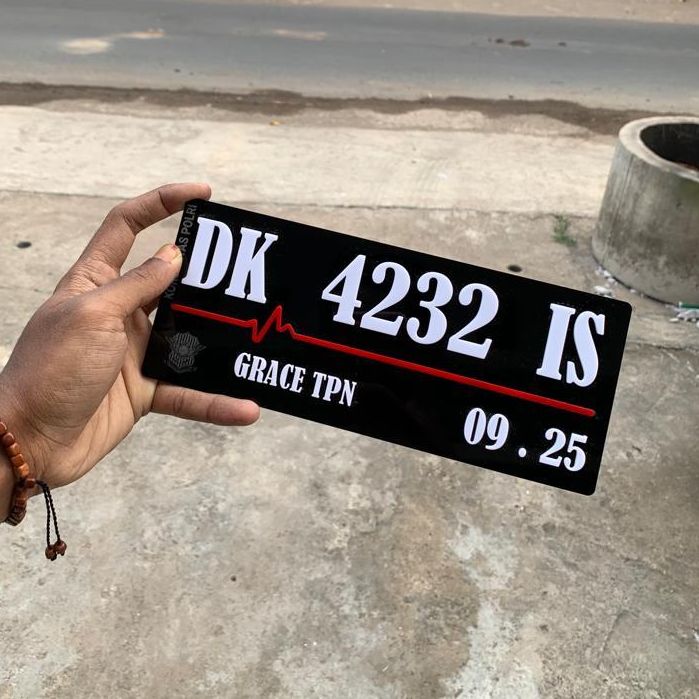 DK 4232 IS
GRACE TPN
09 . 25